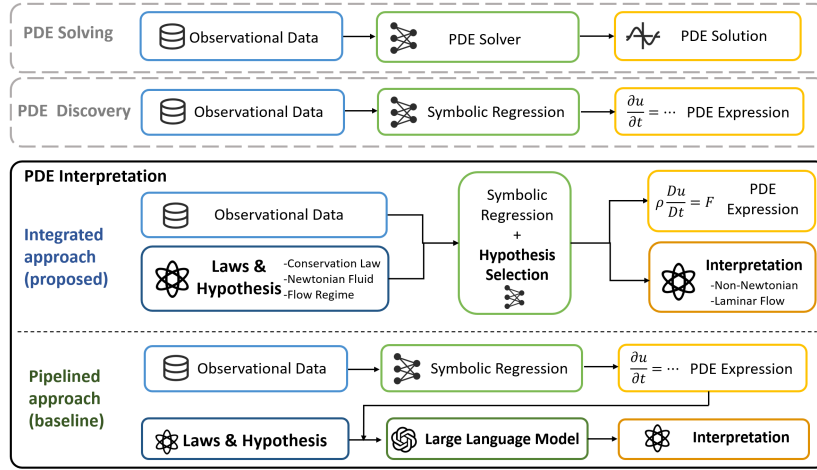 PDE Solving
Observational Data
PDE Solver
PDE Solution
PDE Discovery
Observational Data
Symbolic Regression
∂u/∂t = ⋯ PDE Expression
PDE Interpretation
Integrated
approach
(proposed)
Observational Data
Laws &
Hypothesis
-Conservation Law
-Newtonian Fluid
-Flow Regime
Symbolic
Regression
+
Hypothesis
Selection
ρ Du/Dt = F
PDE
Expression
Interpretation
-Non-Newtonian
-Laminar Flow
Pipelined
approach
(baseline)
Observational Data
Symbolic Regression
∂u/∂t = ⋯ PDE Expression
Laws & Hypothesis
Large Language Model
Interpretation